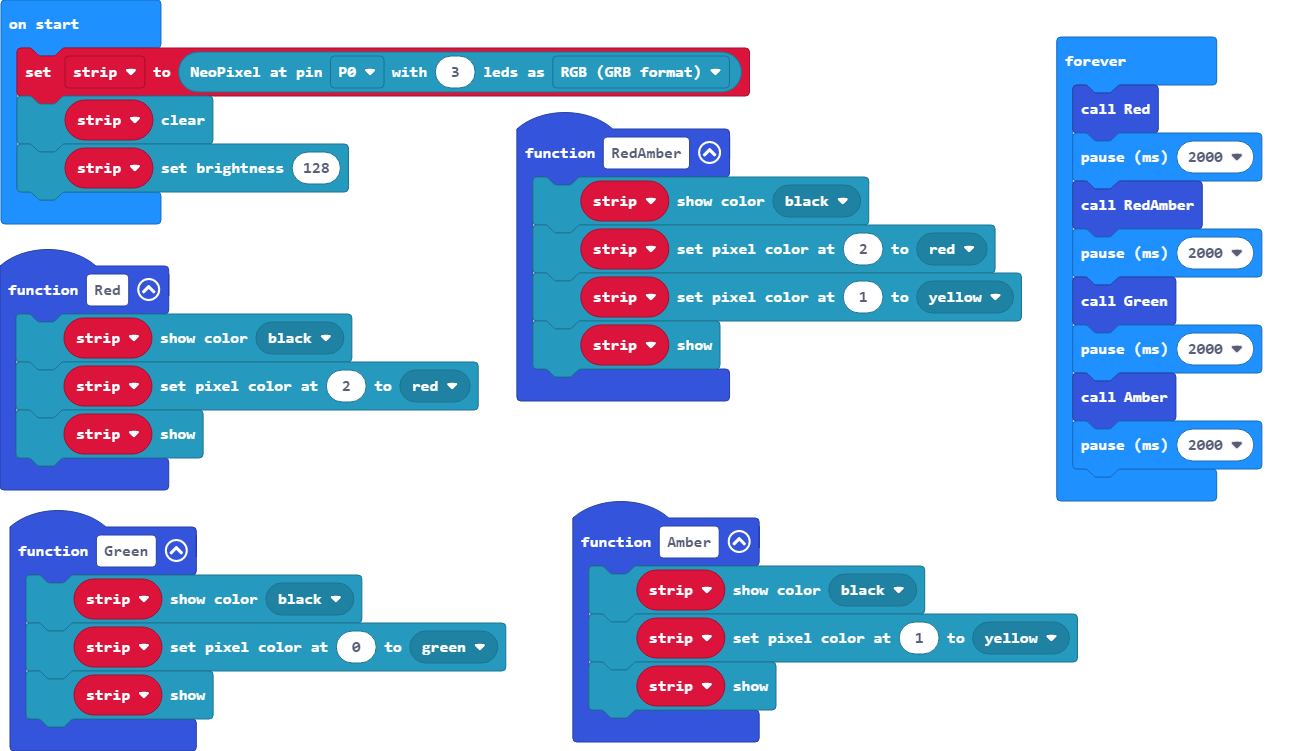 on start
set strip to NeoPixel at pin P0 with 3 leds as RGB (GRB format)
strip clear
strip set brightness 128
function Red
strip show color black
strip set pixel color at 2 to red
strip show
function Green
strip show color black
strip set pixel color at 0 to green
strip show
function RedAmber
strip show color black
strip set pixel color at 2 to red
strip set pixel color at 1 to yellow
strip show
function Amber
strip show color black
strip set pixel color at 1 to yellow
strip show
forever
call Red
pause (ms) 2000
call RedAmber
pause (ms) 2000
call Green
pause (ms) 2000
call Amber
pause (ms) 2000